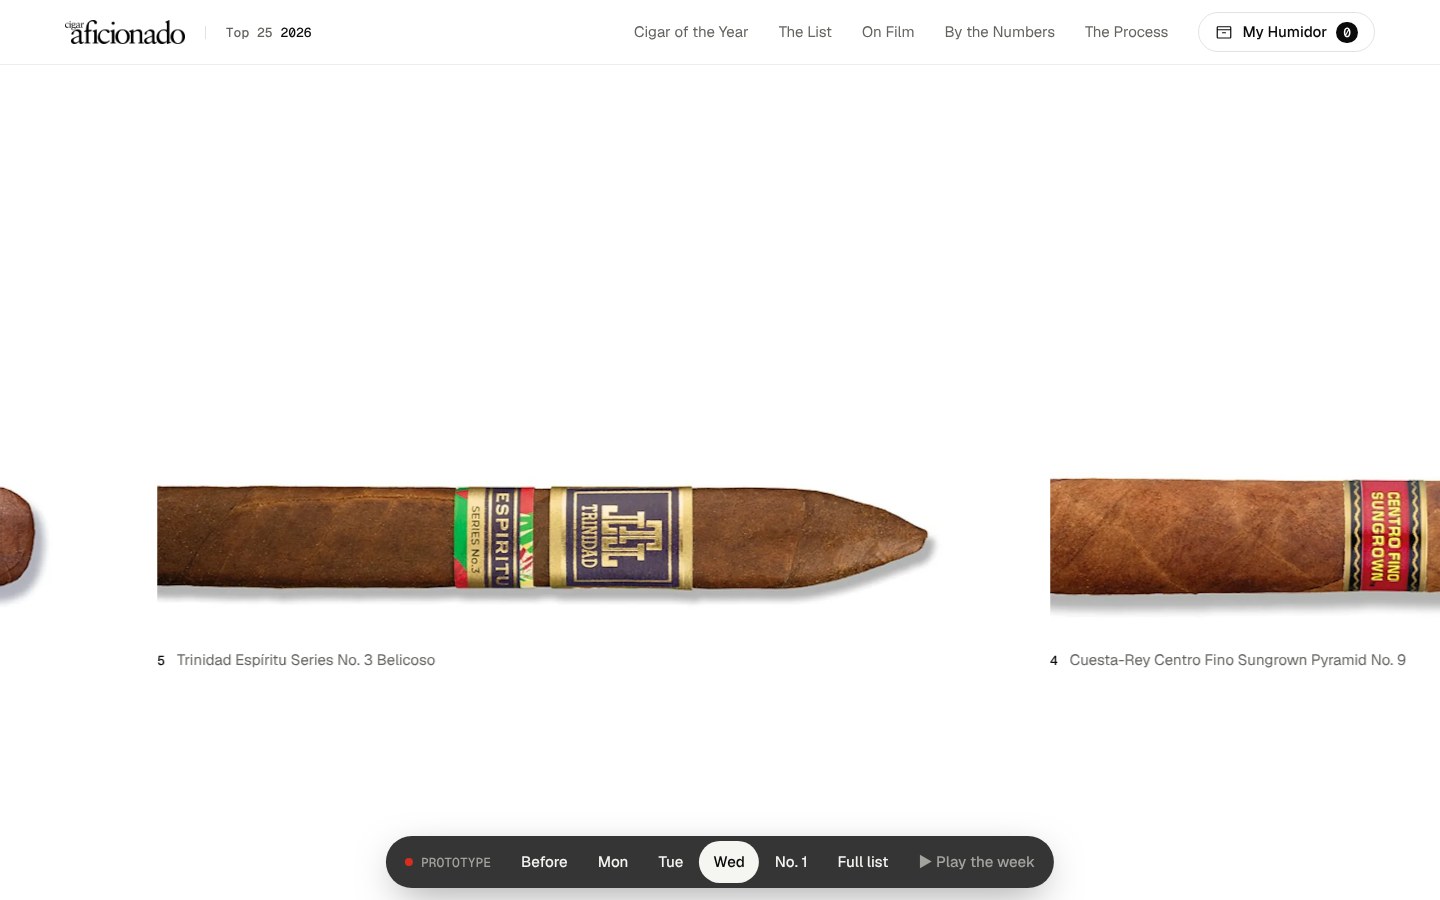 cigar aficionado
Top 25 2026
Cigar of the Year
The List
On Film
By the Numbers
The Process
My Humidor 0
ESPIRITU
SERIES No.3
TRINIDAD
CENTRO FINO
SUNGROWN
5 Trinidad Espíritu Series No. 3 Belicoso
4 Cuesta-Rey Centro Fino Sungrown Pyramid No. 9
PROTOTYPE
Before
Mon
Tue
Wed
No. 1
Full list
Play the week